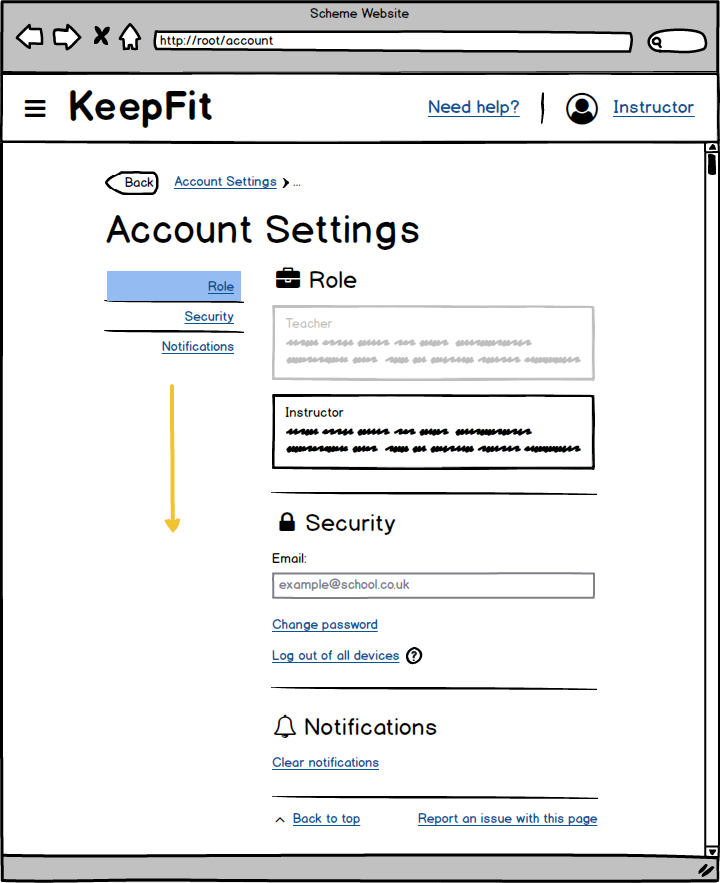 Scheme Website
http://root/account
KeepFit
Need help?
Instructor
Back
Account Settings
...
Account Settings
Role
Security
Notifications
Role
Teacher
Instructor
Security
Email:
example@school.co.uk
Change password
Log out of all devices ?
Notifications
Clear notifications
Back to top
Report an issue with this page